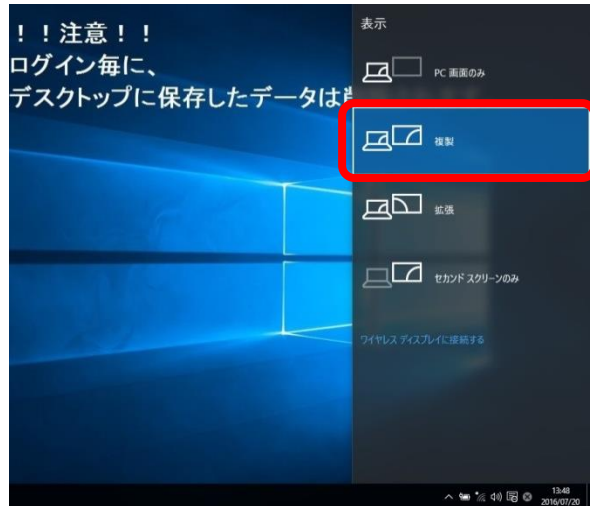 ！！注意！！
ログイン毎に、
デスクトップに保存したデータは
表示
PC 画面のみ
複製
拡張
セカンド スクリーンのみ
ワイヤレス ディスプレイに接続する
13:48
2016/07/20